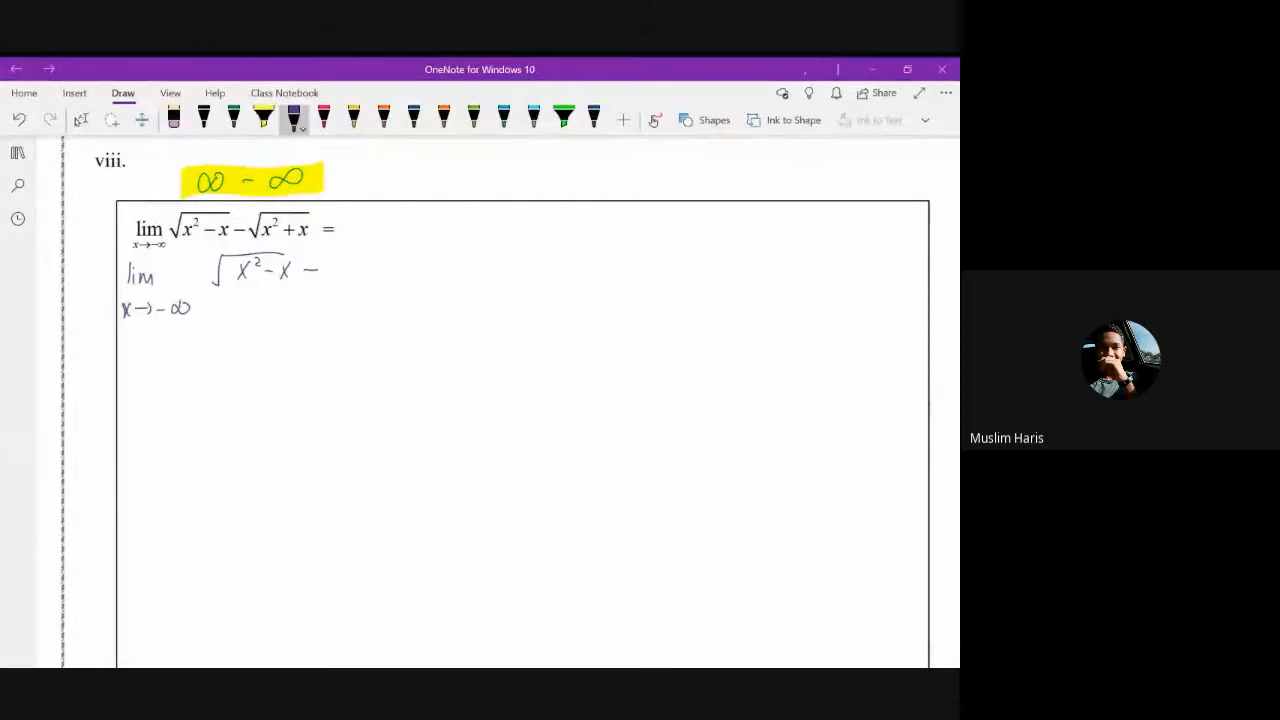 OneNote for Windows 10
Home Insert Draw View Help Class Notebook Share
Shapes Ink to Shape Ink to Text
viii.
∞ - ∞
lim √(x² − x) − √(x² + x) =
x→−∞
lim √(x² - x) -
x→ - ∞
Muslim Haris